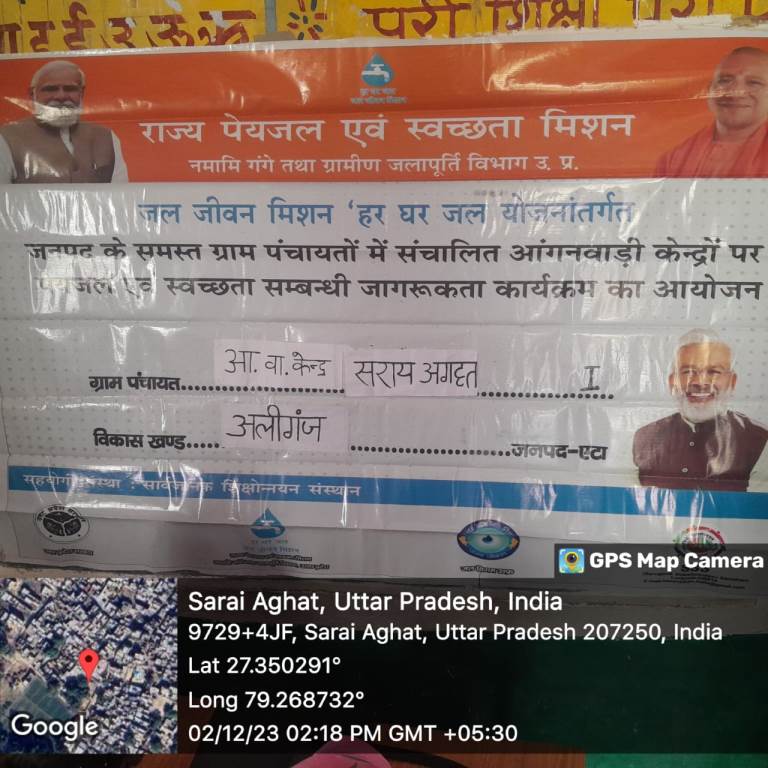 राज्य पेयजल एवं स्वच्छता मिशन
नमामि गंगे तथा ग्रामीण जलापूर्ति विभाग उ. प्र.
जल जीवन मिशन 'हर घर जल योजनांतर्गत
जनपद के समस्त ग्राम पंचायतों में संचालित आंगनवाड़ी केन्द्रों पर
पेयजल एवं स्वच्छता सम्बन्धी जागरूकता कार्यक्रम का आयोजन
ग्राम पंचायत.....आ. वा. केन्द्र सराय अगहत.....I
विकास खण्ड.....अलीगंज.....जनपद-एटा
सहयोगी संस्था : सार्वजनिक शिक्षोन्नयन संस्थान
GPS Map Camera
Sarai Aghat, Uttar Pradesh, India
9729+4JF, Sarai Aghat, Uttar Pradesh 207250, India
Lat 27.350291°
Long 79.268732°
02/12/23 02:18 PM GMT +05:30
Google